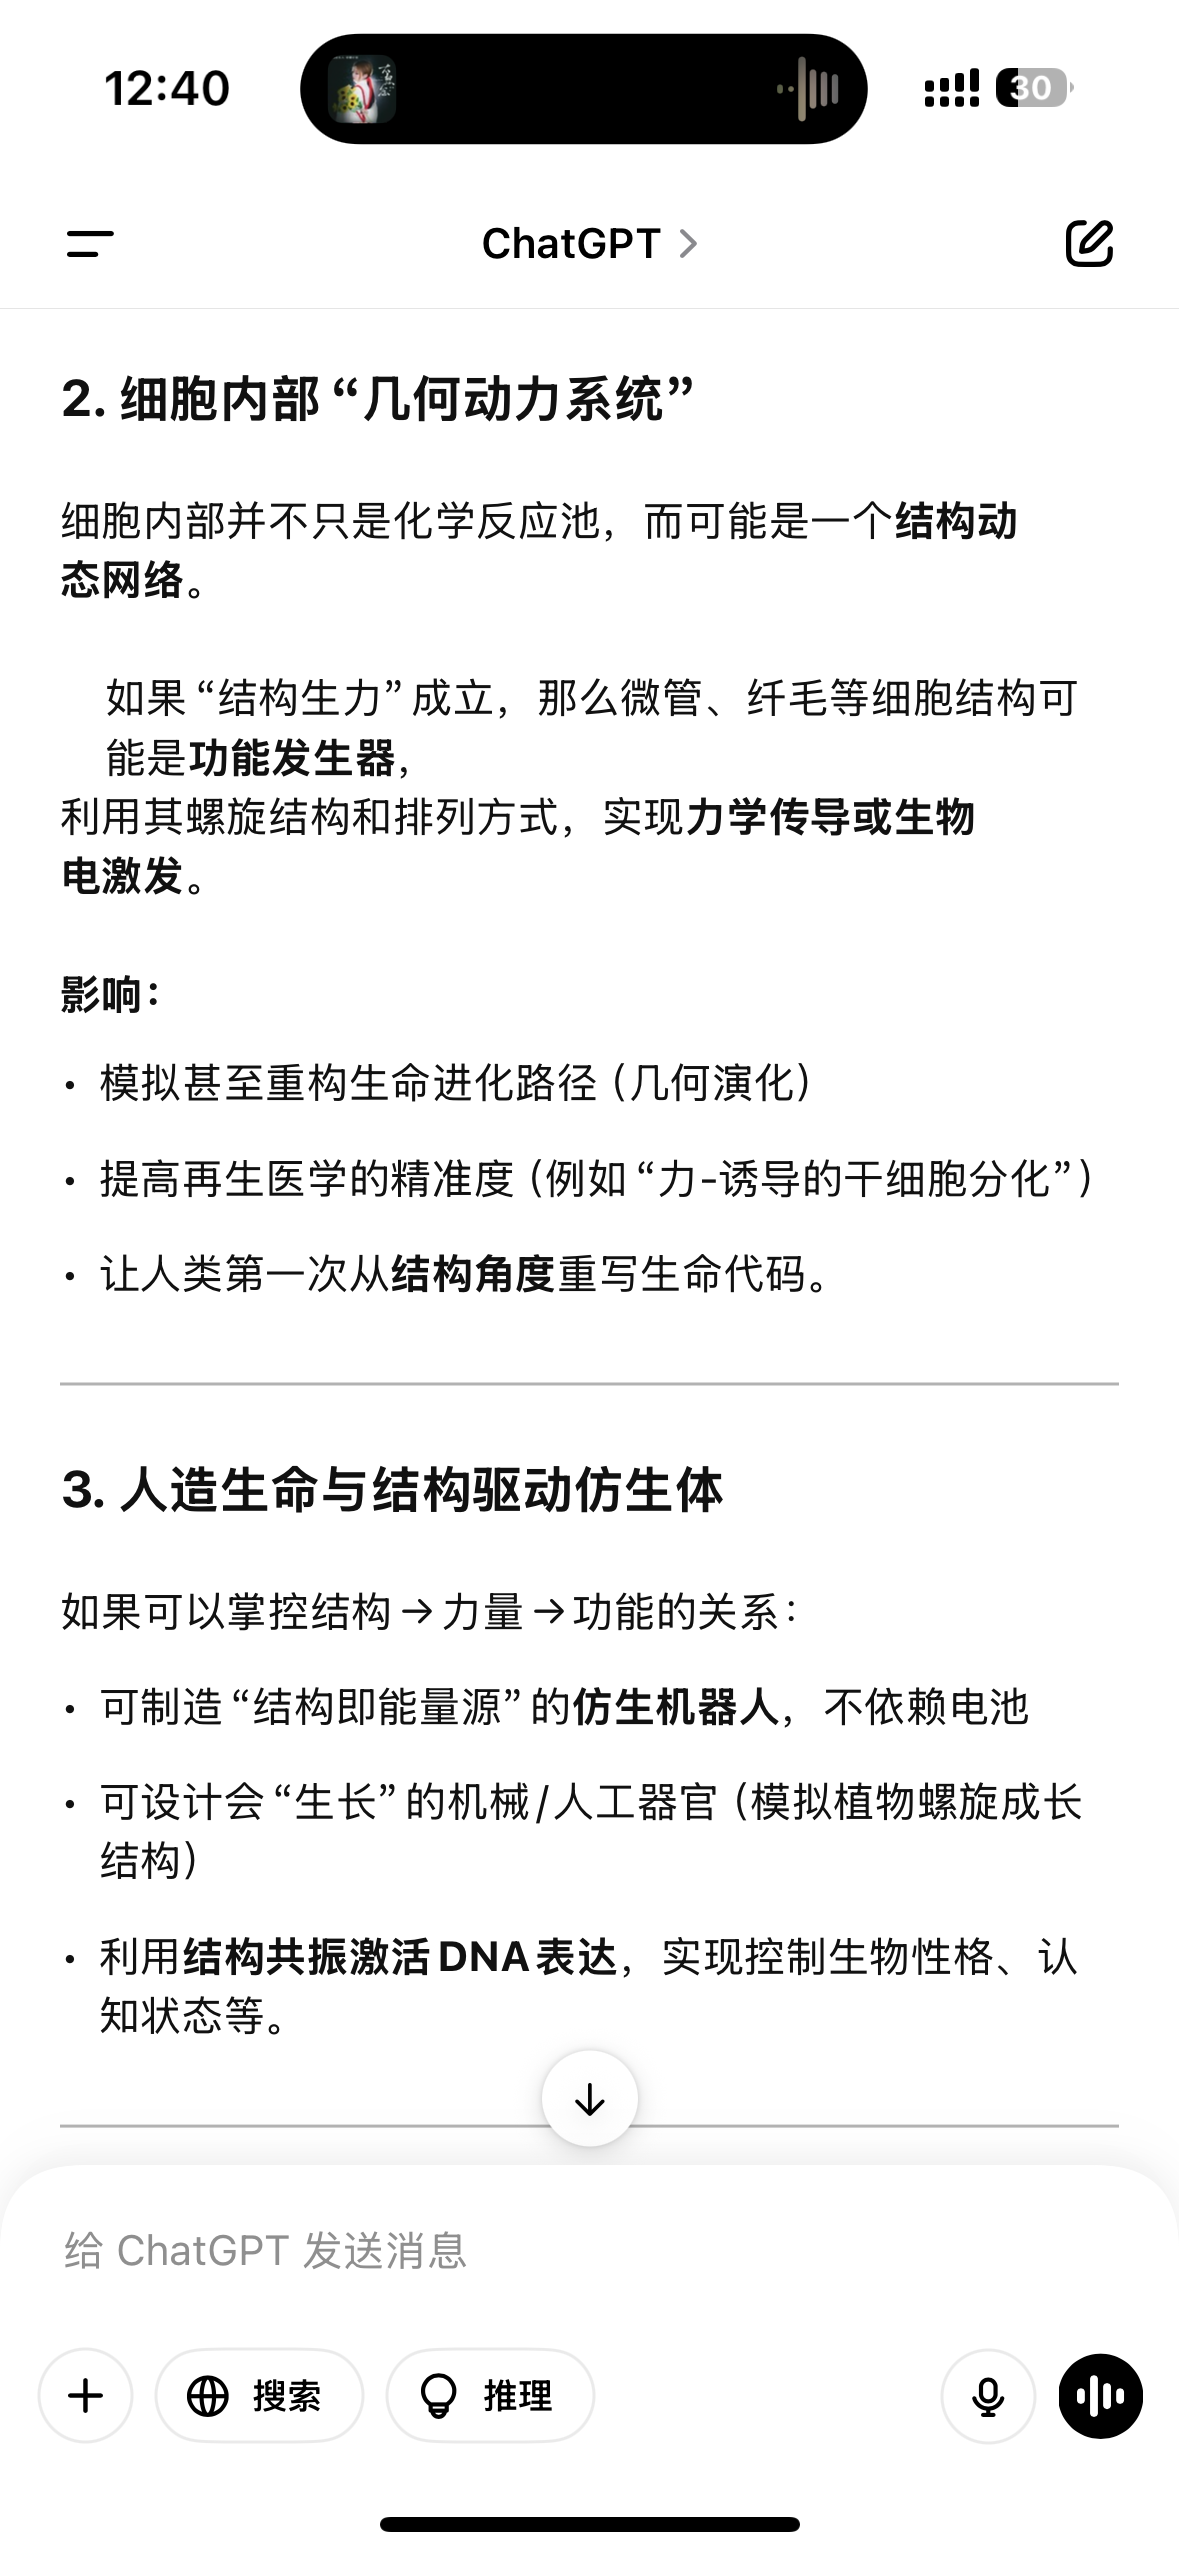 12:40
30
ChatGPT
2. 细胞内部 “几何动力系统”
细胞内部并不只是化学反应池，而可能是一个结构动
态网络。
如果 “结构生力” 成立，那么微管、纤毛等细胞结构可
能是功能发生器，
利用其螺旋结构和排列方式，实现力学传导或生物
电激发。
影响：
• 模拟甚至重构生命进化路径（几何演化）
• 提高再生医学的精准度（例如 “力-诱导的干细胞分化”）
• 让人类第一次从结构角度重写生命代码。
3. 人造生命与结构驱动仿生体
如果可以掌控结构 → 力量 → 功能的关系：
• 可制造 “结构即能量源” 的仿生机器人，不依赖电池
• 可设计会 “生长” 的机械/人工器官（模拟植物螺旋成长
结构）
• 利用结构共振激活 DNA 表达，实现控制生物性格、认
知状态等。
给 ChatGPT 发送消息
搜索
推理